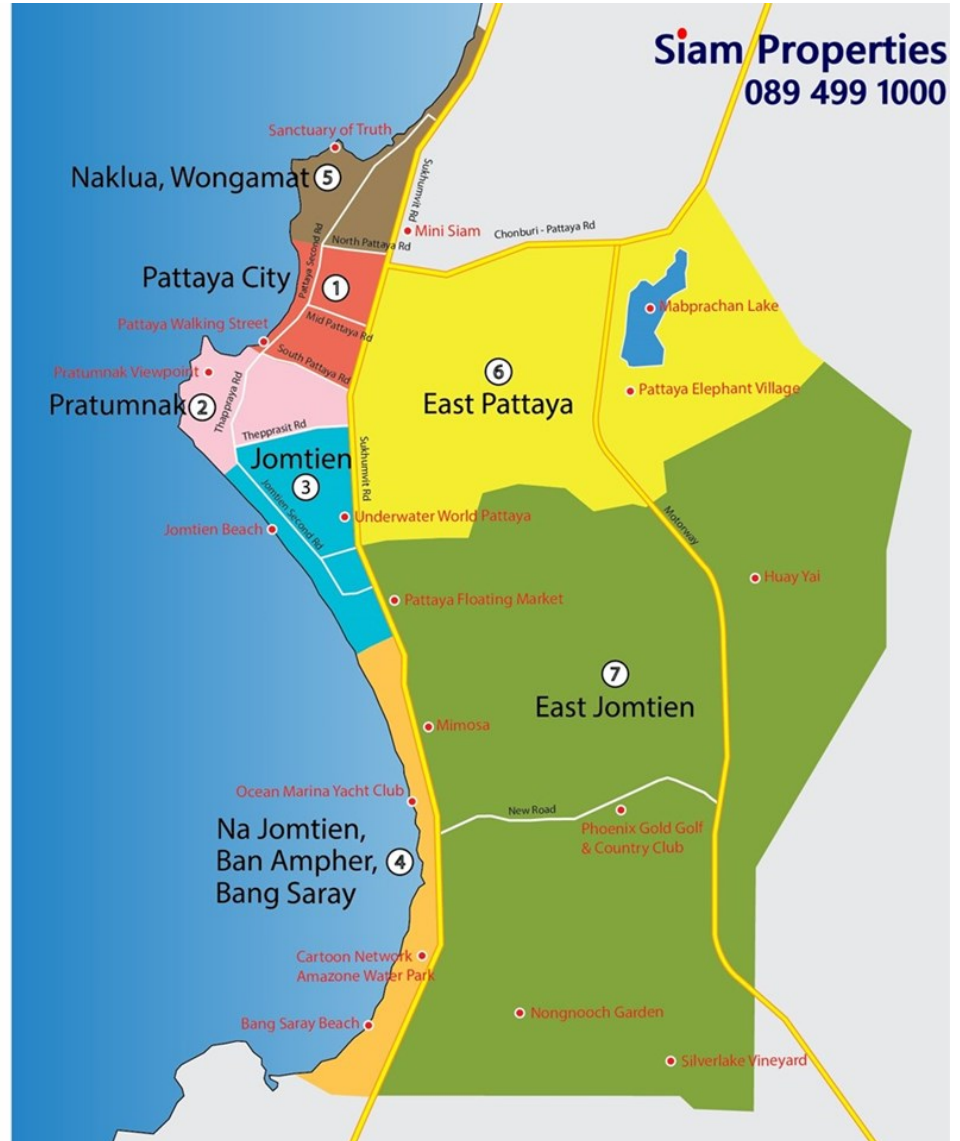 Siam Properties
089 499 1000
Sanctuary of Truth
Naklua, Wongamat 5
Sukhumvit Rd
Mini Siam
Chonburi - Pattaya Rd
North Pattaya Rd
Pattaya Second Rd
Pattaya City
1
Mabprachan Lake
Mid Pattaya Rd
Pattaya Walking Street
South Pattaya Rd
Pratumnak Viewpoint
6
East Pattaya
Pattaya Elephant Village
Pratumnak 2
Thappraya Rd
Thepprasit Rd
Jomtien
3
Sukhumvit Rd
Jomtien Second Rd
Underwater World Pattaya
Jomtien Beach
Motorway
Huay Yai
Pattaya Floating Market
7
East Jomtien
Mimosa
Ocean Marina Yacht Club
New Road
Phoenix Gold Golf
& Country Club
Na Jomtien,
Ban Ampher, 4
Bang Saray
Cartoon Network
Amazone Water Park
Nongnooch Garden
Bang Saray Beach
Silverlake Vineyard